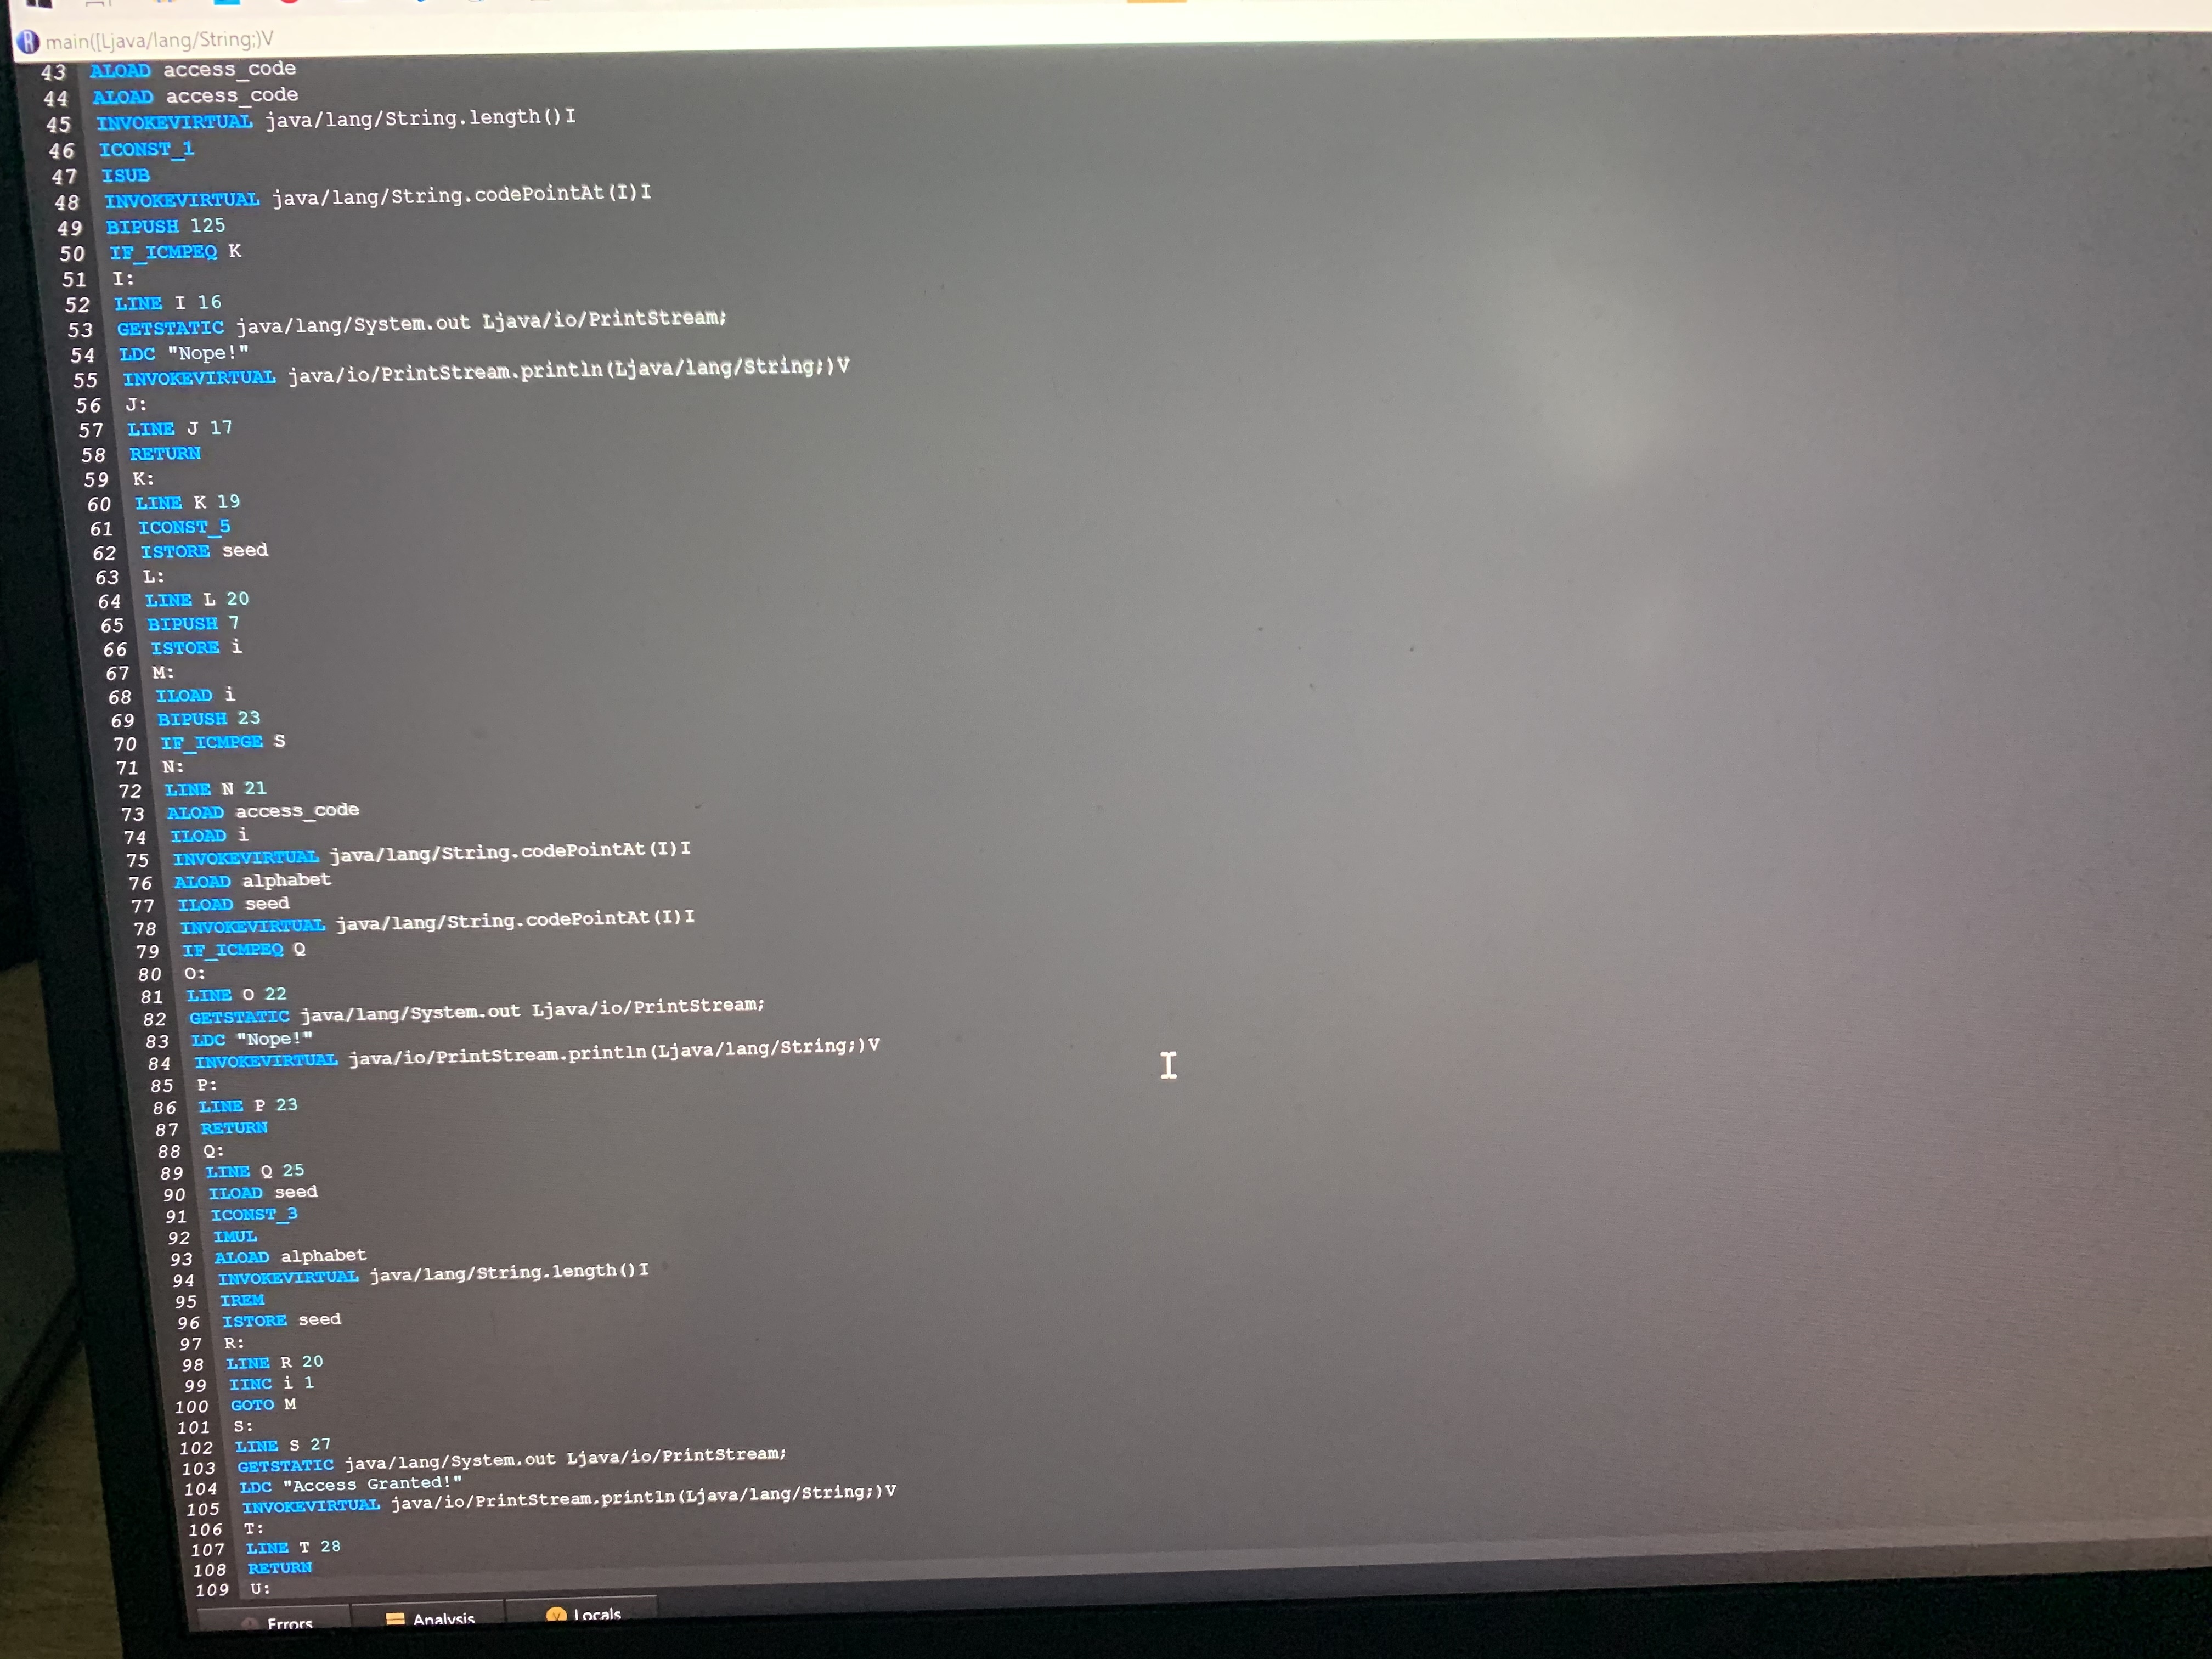 main([Ljava/lang/String;)V
43 ALOAD access_code
44 ALOAD access_code
45 INVOKEVIRTUAL java/lang/String.length()I
46 ICONST_1
47 ISUB
48 INVOKEVIRTUAL java/lang/String.codePointAt(I)I
49 BIPUSH 125
50 IF_ICMPEQ K
51 I:
52 LINE I 16
53 GETSTATIC java/lang/System.out Ljava/io/PrintStream;
54 LDC "Nope!"
55 INVOKEVIRTUAL java/io/PrintStream.println(Ljava/lang/String;)V
56 J:
57 LINE J 17
58 RETURN
59 K:
60 LINE K 19
61 ICONST_5
62 ISTORE seed
63 L:
64 LINE L 20
65 BIPUSH 7
66 ISTORE i
67 M:
68 ILOAD i
69 BIPUSH 23
70 IF_ICMPGE S
71 N:
72 LINE N 21
73 ALOAD access_code
74 ILOAD i
75 INVOKEVIRTUAL java/lang/String.codePointAt(I)I
76 ALOAD alphabet
77 ILOAD seed
78 INVOKEVIRTUAL java/lang/String.codePointAt(I)I
79 IF_ICMPEQ Q
80 O:
81 LINE O 22
82 GETSTATIC java/lang/System.out Ljava/io/PrintStream;
83 LDC "Nope!"
84 INVOKEVIRTUAL java/io/PrintStream.println(Ljava/lang/String;)V
85 P:
86 LINE P 23
87 RETURN
88 Q:
89 LINE Q 25
90 ILOAD seed
91 ICONST_3
92 IMUL
93 ALOAD alphabet
94 INVOKEVIRTUAL java/lang/String.length()I
95 IREM
96 ISTORE seed
97 R:
98 LINE R 20
99 IINC i 1
100 GOTO M
101 S:
102 LINE S 27
103 GETSTATIC java/lang/System.out Ljava/io/PrintStream;
104 LDC "Access Granted!"
105 INVOKEVIRTUAL java/io/PrintStream.println(Ljava/lang/String;)V
106 T:
107 LINE T 28
108 RETURN
109 U:
Errors Analysis Locals